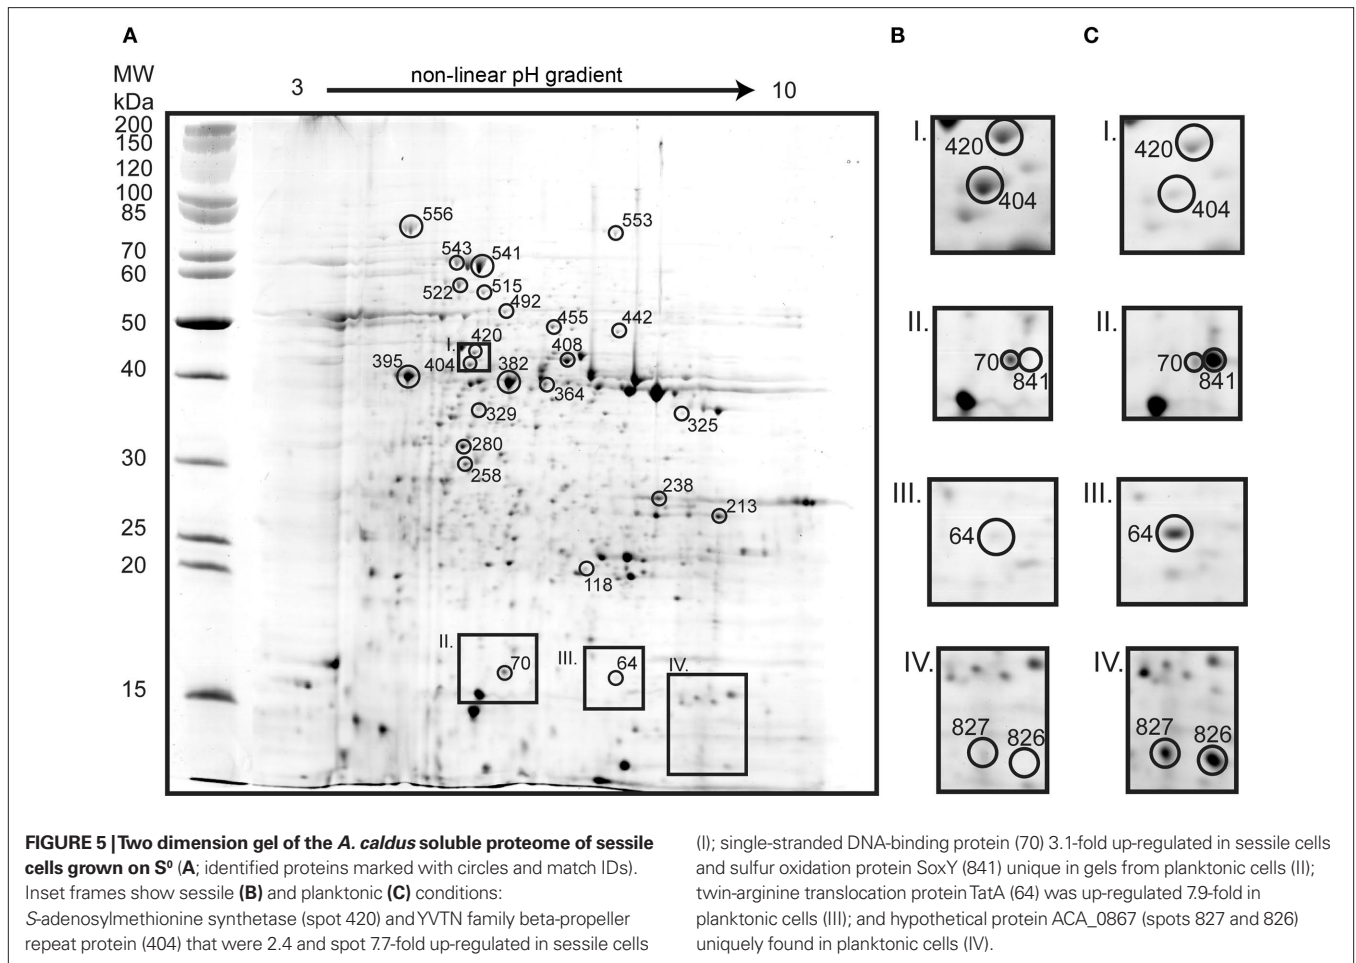 A
B
C
MW
kDa
3
non-linear pH gradient
10
200
150
120
100
85
70
60
50
40
30
25
20
15
556
553
543
541
522
515
492
455
442
I.
420
404
408
395
382
364
329
325
280
258
238
213
118
II.
70
III.
64
IV.
I.
420
404
I.
420
404
II.
70
841
II.
70
841
III.
64
III.
64
IV.
827
826
IV.
827
826
FIGURE 5 | Two dimension gel of the A. caldus soluble proteome of sessile
cells grown on S⁰ (A; identified proteins marked with circles and match IDs).
Inset frames show sessile (B) and planktonic (C) conditions:
S-adenosylmethionine synthetase (spot 420) and YVTN family beta-propeller
repeat protein (404) that were 2.4 and spot 7.7-fold up-regulated in sessile cells
(I); single-stranded DNA-binding protein (70) 3.1-fold up-regulated in sessile cells
and sulfur oxidation protein SoxY (841) unique in gels from planktonic cells (II);
twin-arginine translocation protein TatA (64) was up-regulated 7.9-fold in
planktonic cells (III); and hypothetical protein ACA_0867 (spots 827 and 826)
uniquely found in planktonic cells (IV).